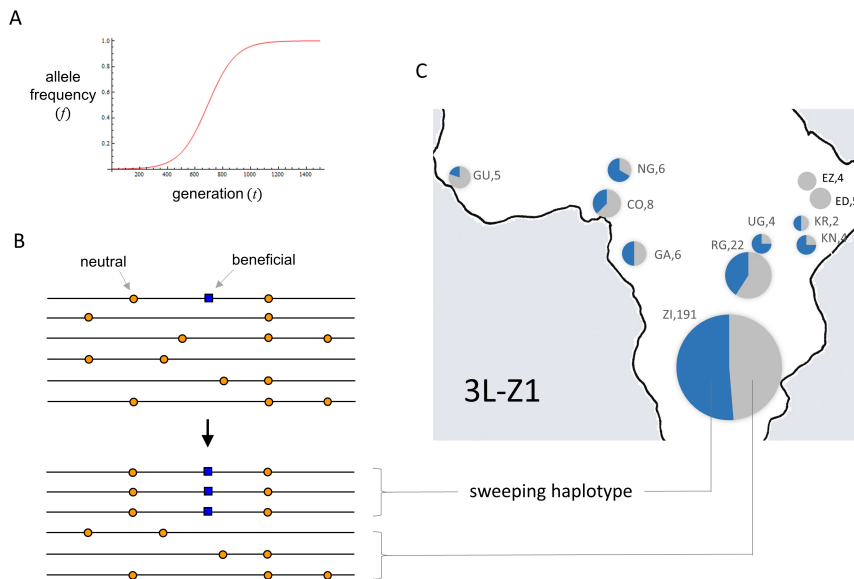 A
allele
frequency
(f)
1.0
0.8
0.6
0.4
0.2
200
400
600
800
1000
1200
1400
generation (t)
B
neutral
beneficial
C
GU,5
NG,6
CO,8
GA,6
EZ,4
ED,5
KR,2
UG,4
KN,4
RG,22
ZI,191
3L-Z1
sweeping haplotype